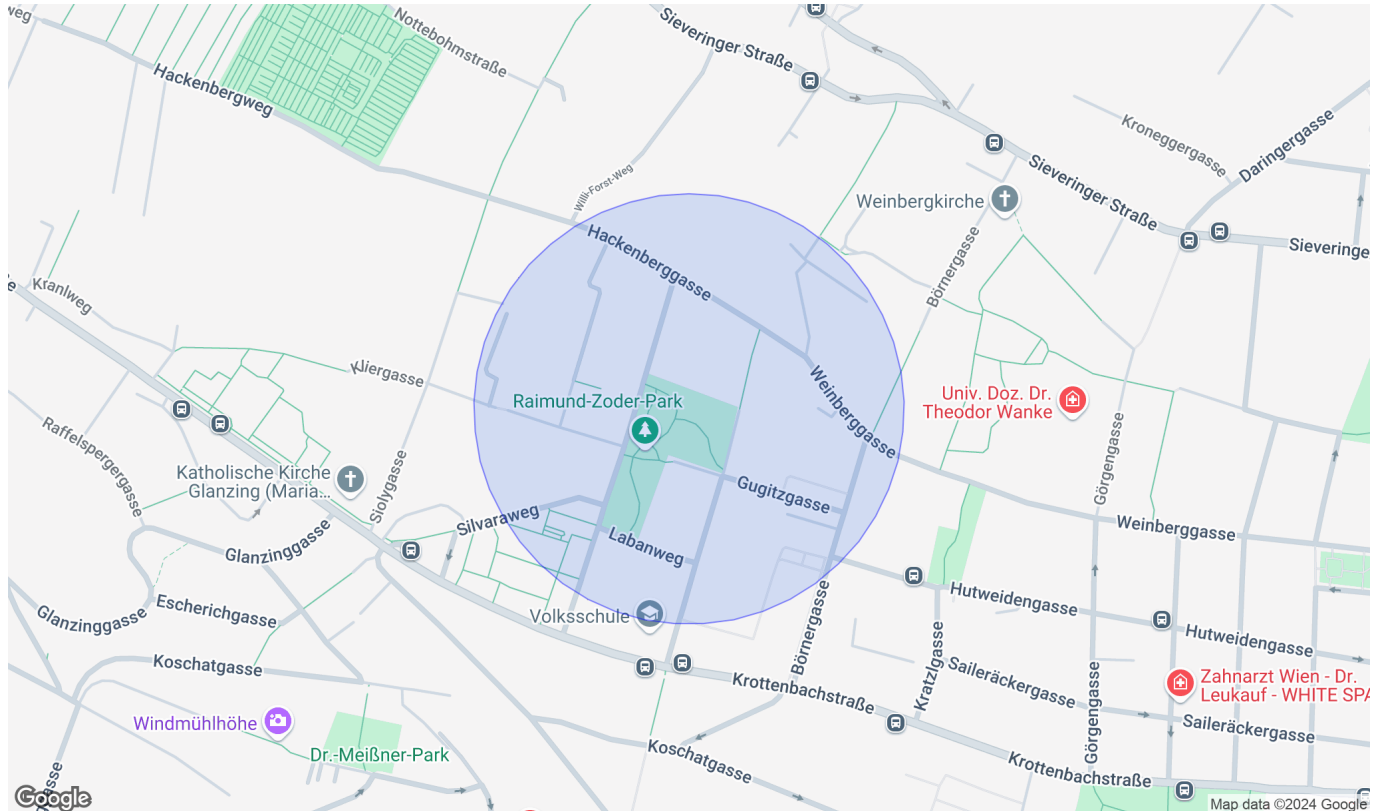 weg
Nottebohmstraße
Sieveringer Straße
Hackenbergweg
Kroneggergasse
Daringergasse
Sieveringer Straße
Willi-Forst-Weg
Weinbergkirche
Hackenberggasse
Sievering
Börnergasse
Kranlweg
Kliergasse
Weinberggasse
Univ. Doz. Dr.
Theodor Wanke
Raimund-Zoder-Park
Raffelspergergasse
Katholische Kirche
Glanzing (Maria...
Siolygasse
Görgengasse
Gugitzgasse
Silvaraweg
Weinberggasse
Glanzinggasse
Labanweg
Hutweidengasse
Escherichgasse
Glanzinggasse
Volksschule
Hutweidengasse
Koschatgasse
Börnergasse
Kratzlgasse
Saileräckergasse
Zahnarzt Wien - Dr.
Leukauf - WHITE SPA
Krottenbachstraße
Görgengasse
Windmühlhöhe
Saileräckergasse
Dr.-Meißner-Park
Koschatgasse
Krottenbachstraße
gasse
Google
Map data ©2024 Google